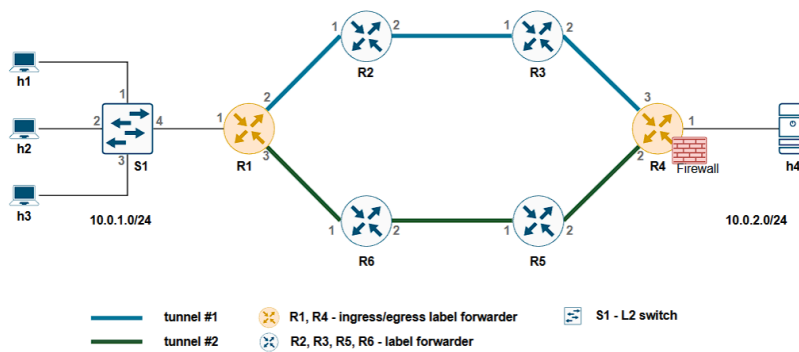 h1
h2
h3
1
2
3
4
S1
10.0.1.0/24
1
2
3
R1
1
2
R2
1
2
R3
1
2
R6
1
2
R5
3
2
1
R4
Firewall
h4
10.0.2.0/24
tunnel #1
R1, R4 - ingress/egress label forwarder
S1 - L2 switch
tunnel #2
R2, R3, R5, R6 - label forwarder